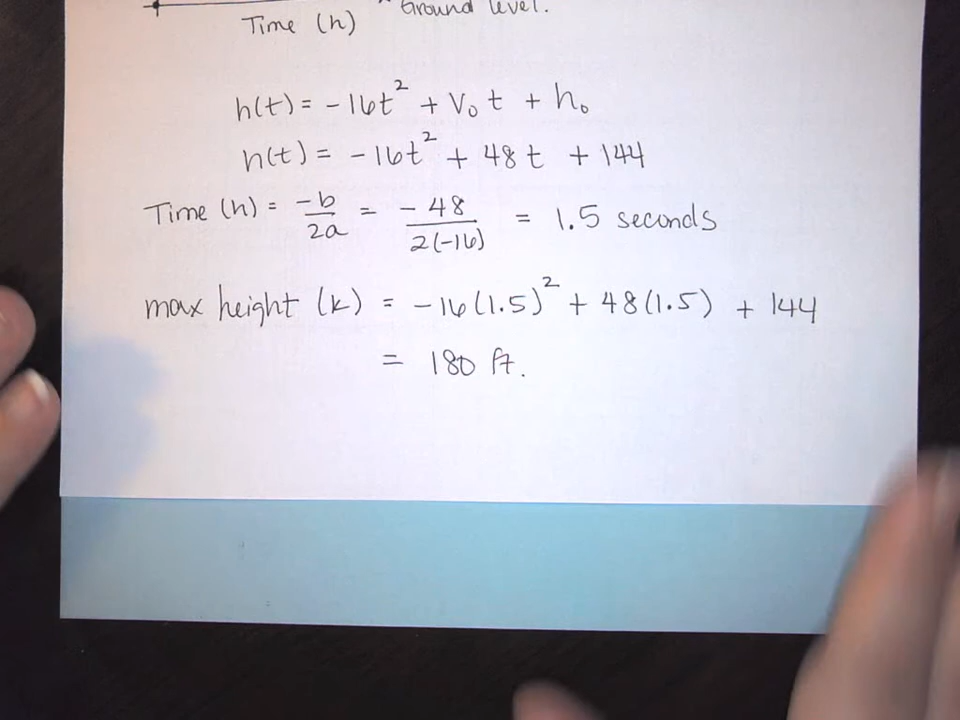 Ground level.
Time (h)
h(t) = -16t² + V₀ t + h₀
h(t) = -16t² + 48t + 144
Time (h) = -b/2a = -48/2(-16) = 1.5 seconds
max height (k) = -16(1.5)² + 48(1.5) + 144
= 180 ft.